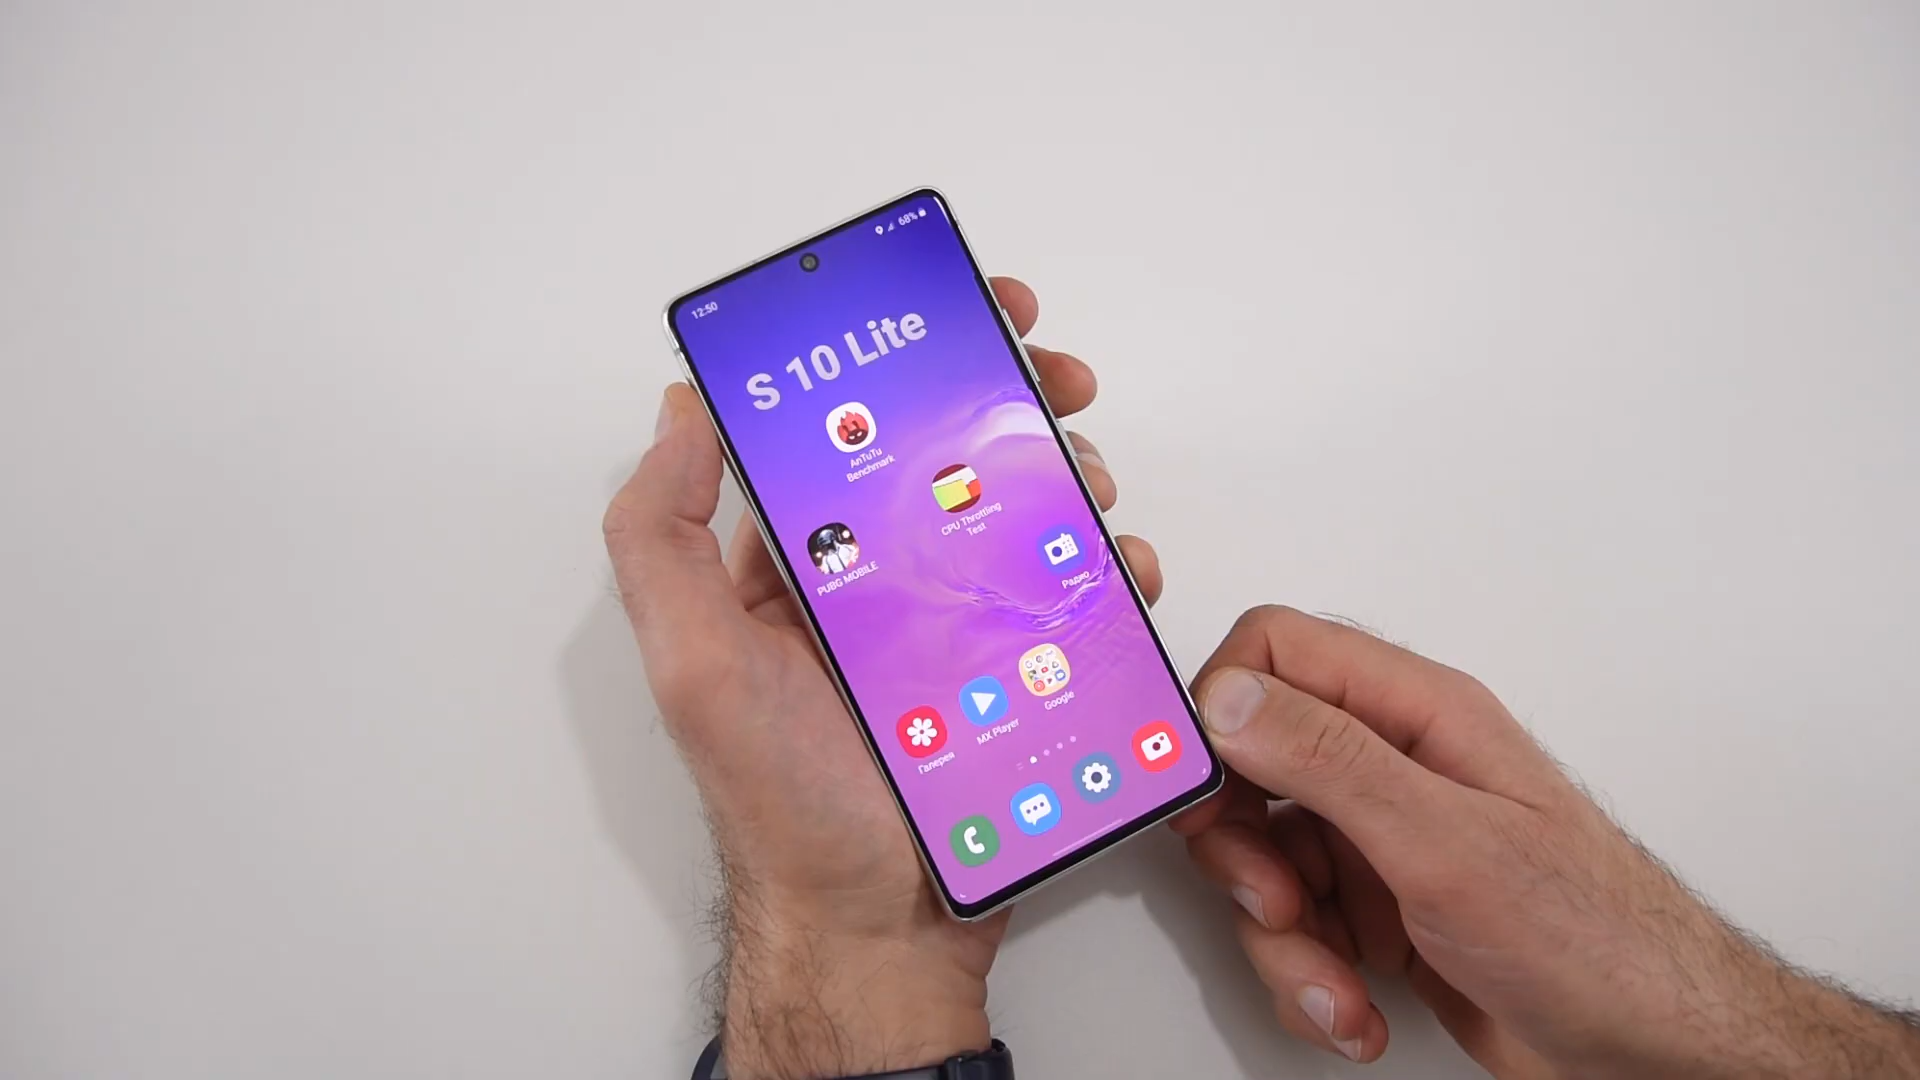 12:50
68%
S 10 Lite
AnTuTu
Benchmark
CPU Throttling
Test
PUBG MOBILE
Радио
Галерея
MX Player
Google